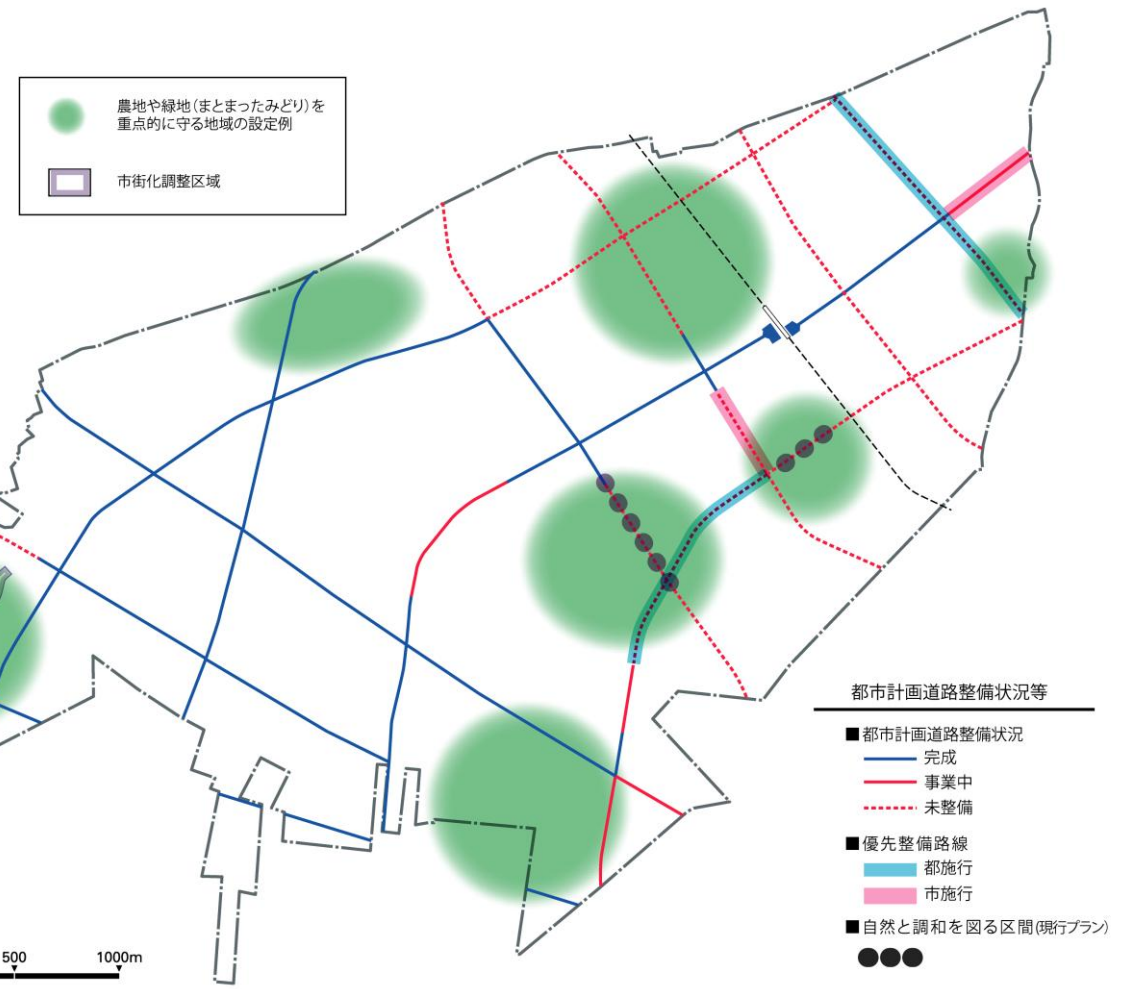 農地や緑地(まとまったみどり)を
重点的に守る地域の設定例
市街化調整区域
都市計画道路整備状況等
■都市計画道路整備状況
完成
事業中
未整備
■優先整備路線
都施行
市施行
■自然と調和を図る区間(現行プラン)
500 1000m